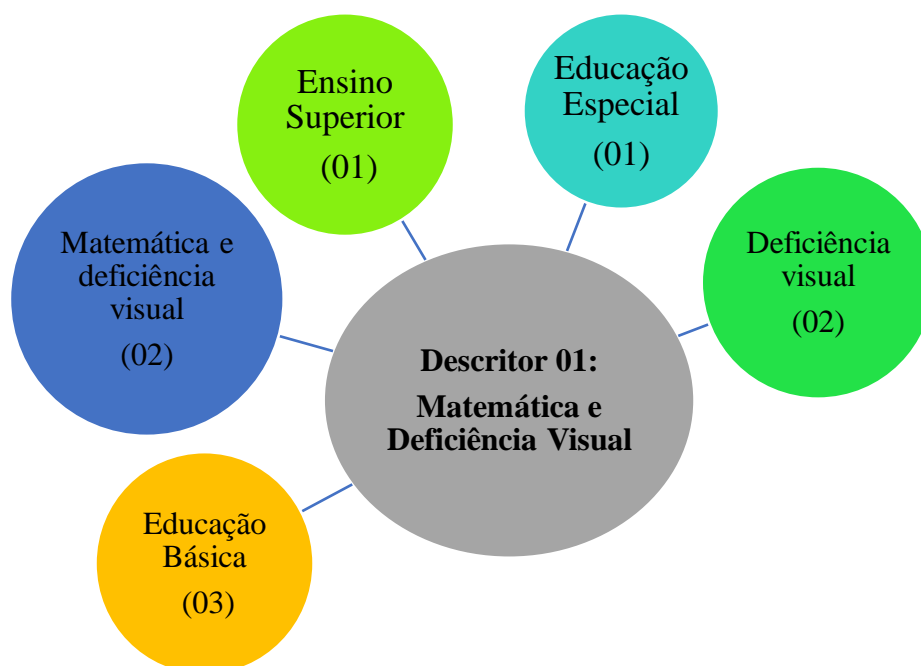 Ensino
Superior
(01)
Educação
Especial
(01)
Matemática e
deficiência
visual
(02)
Deficiência
visual
(02)
Descritor 01:
Matemática e
Deficiência Visual
Educação
Básica
(03)